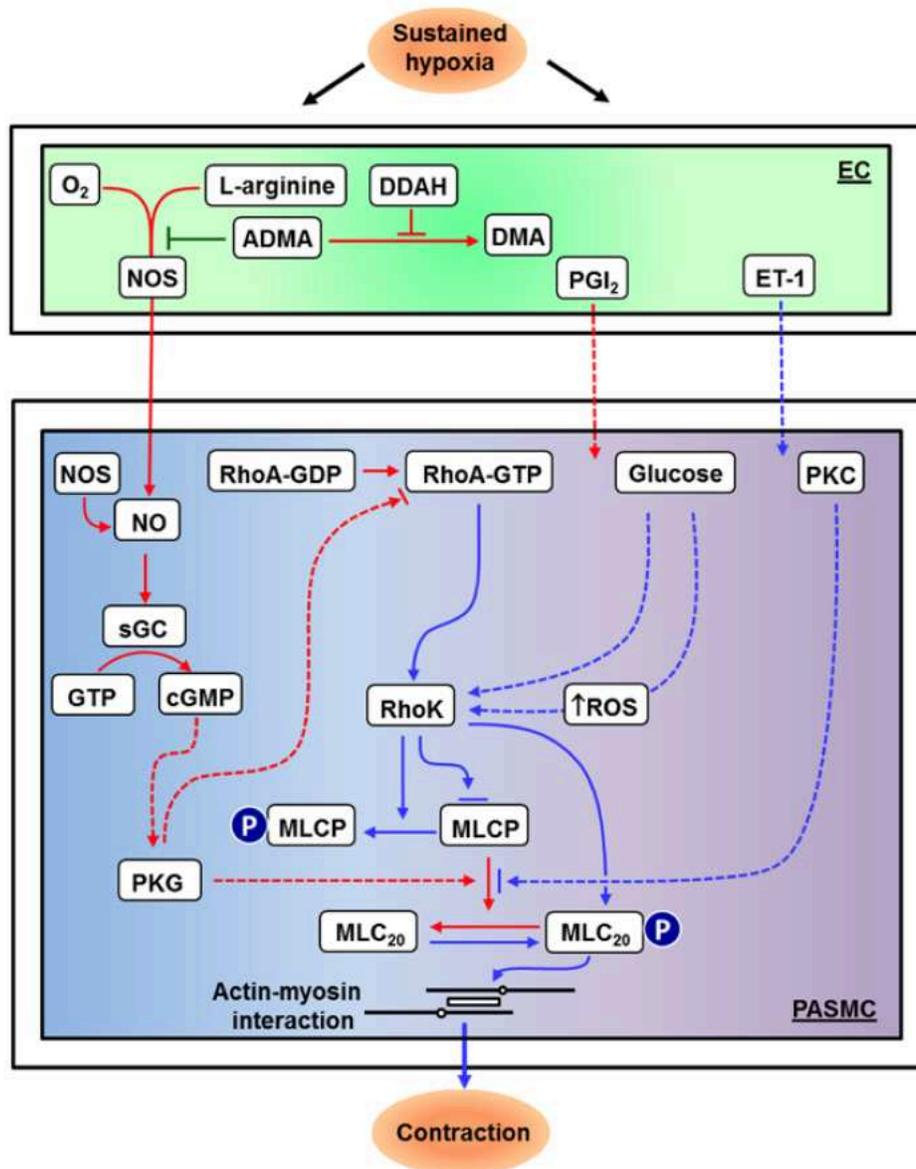 Sustained
hypoxia
EC
O₂
L-arginine
DDAH
ADMA
DMA
NOS
PGI₂
ET-1
NOS
RhoA-GDP
RhoA-GTP
Glucose
PKC
NO
sGC
GTP
cGMP
RhoK
↑ROS
P
MLCP
MLCP
PKG
MLC₂₀
MLC₂₀
P
Actin-myosin
interaction
PASMC
Contraction